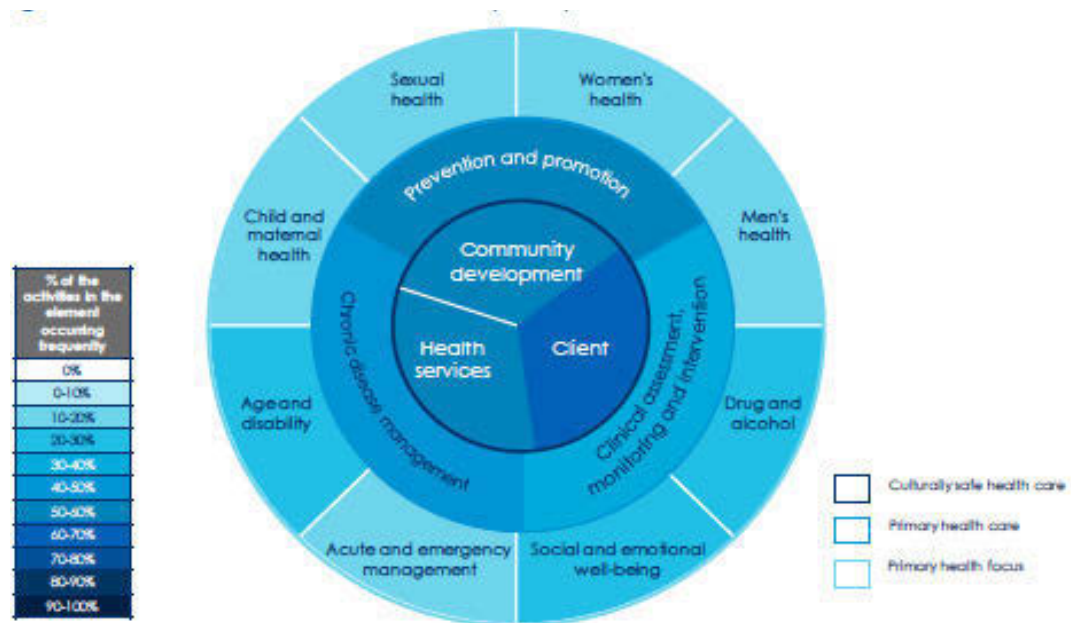 Sexual
health
Women's
health
Prevention and promotion
Child and
maternal
health
Men's
health
Community
development
% of the
activities in the
element
occurring
frequently
0%
0-10%
10-20%
20-30%
30-40%
40-50%
50-60%
60-70%
70-80%
80-90%
90-100%
Chronic disease management
Health
services
Client
Clinical assessment,
monitoring and intervention
Age and
disability
Drug and
alcohol
Acute and emergency
management
Social and emotional
well-being
Culturally safe health care
Primary health care
Primary health focus